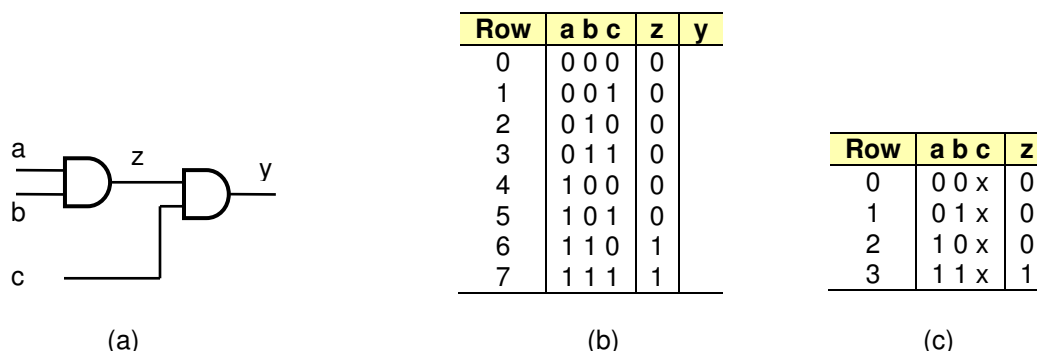 a
b
c
z
y
(a)
Row a b c z y
0 0 0 0 0
1 0 0 1 0
2 0 1 0 0
3 0 1 1 0
4 1 0 0 0
5 1 0 1 0
6 1 1 0 1
7 1 1 1 1
(b)
Row a b c z
0 0 0 x 0
1 0 1 x 0
2 1 0 x 0
3 1 1 x 1
(c)